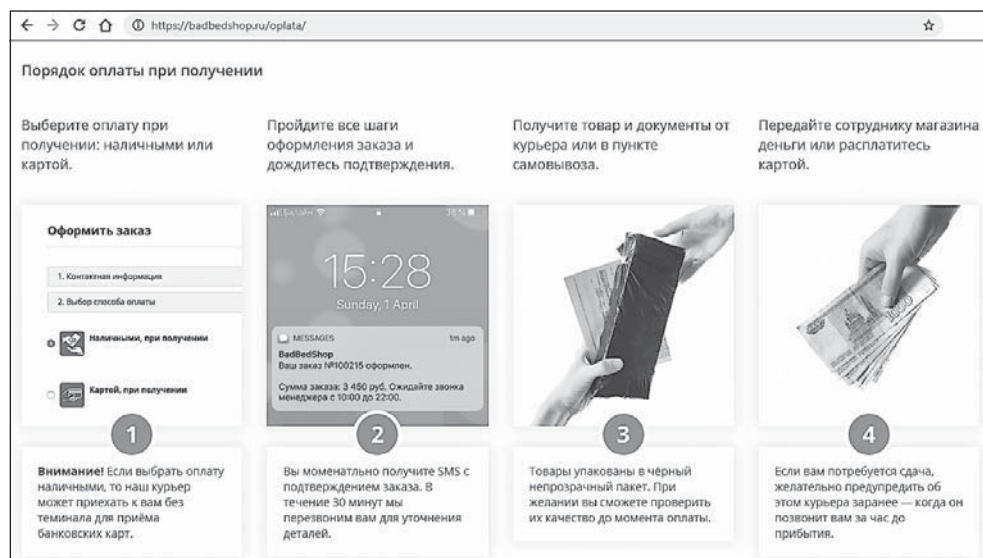 https://badbedshop.ru/oplata/
Порядок оплаты при получении
Выберите оплату при
получении: наличными или
картой.
Оформить заказ
1. Контактная информация
2. Выбор способа оплаты
Наличными, при получении
Картой, при получении
1
Внимание! Если выбрать оплату
наличными, то наш курьер
может приехать к вам без
теминала для приёма
банковских карт.
Пройдите все шаги
оформления заказа и
дождитесь подтверждения.
15:28
Sunday, 1 April
MESSAGES 1m ago
BadBedShop
Ваш заказ №100215 оформлен.
Сумма заказа: 3 450 руб. Ожидайте звонка
менеджера с 10:00 до 22:00.
2
Вы моменатльно получите SMS с
подтверждением заказа. В
течение 30 минут мы
перезвоним вам для уточнения
деталей.
Получите товар и документы от
курьера или в пункте
самовывоза.
3
Товары упакованы в чёрный
непрозрачный пакет. При
желании вы сможете проверить
их качество до момента оплаты.
Передайте сотруднику магазина
деньги или расплатитесь
картой.
1000
4
Если вам потребуется сдача,
желательно предупредить об
этом курьера заранее — когда он
позвонит вам за час до
прибытия.